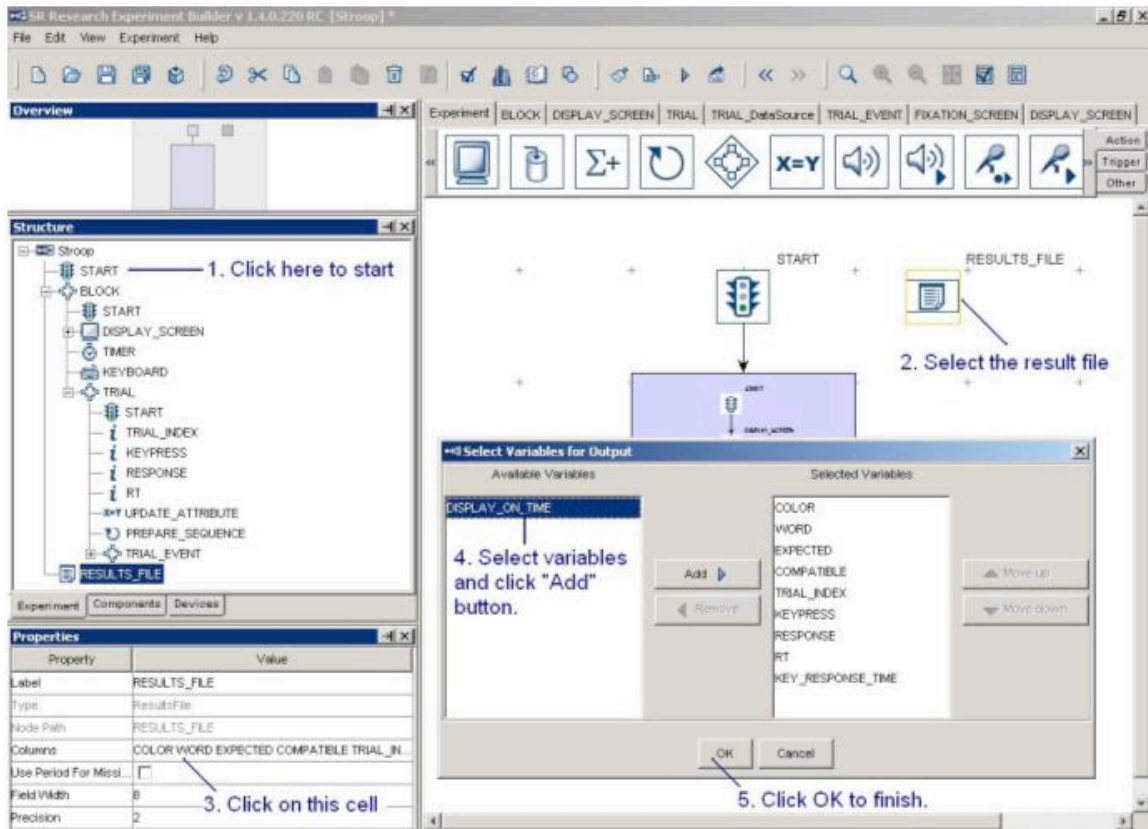 SR Research Experiment Builder v 1.4.0.220 RC [Stroop] *
File Edit View Experiment Help
Overview
Experiment BLOCK DISPLAY_SCREEN TRIAL TRIAL_DataSource TRIAL_EVENT FIXATION_SCREEN DISPLAY_SCREEN
Σ+ X=Y
Action
Trigger
Other
Structure
Stroop
START
1. Click here to start
BLOCK
START
DISPLAY_SCREEN
TIMER
KEYBOARD
TRIAL
START
TRIAL_INDEX
KEYPRESS
RESPONSE
RT
X=Y UPDATE_ATTRIBUTE
PREPARE_SEQUENCE
TRIAL_EVENT
RESULTS_FILE
Experiment Components Devices
START RESULTS_FILE
2. Select the result file
START
DISPLAY_SCREEN
Select Variables for Output
Available Variables Selected Variables
DISPLAY_ON_TIME
4. Select variables
and click "Add"
button.
Add
Remove
COLOR
WORD
EXPECTED
COMPATIBLE
TRIAL_INDEX
KEYPRESS
RESPONSE
RT
KEY_RESPONSE_TIME
Move up
Move down
OK Cancel
5. Click OK to finish.
Properties
Property Value
Label RESULTS_FILE
Type ResultsFile
Node Path RESULTS_FILE
Columns COLOR WORD EXPECTED COMPATIBLE TRIAL_IN...
Use Period For Missi...
Field Width 8
3. Click on this cell
Precision 2